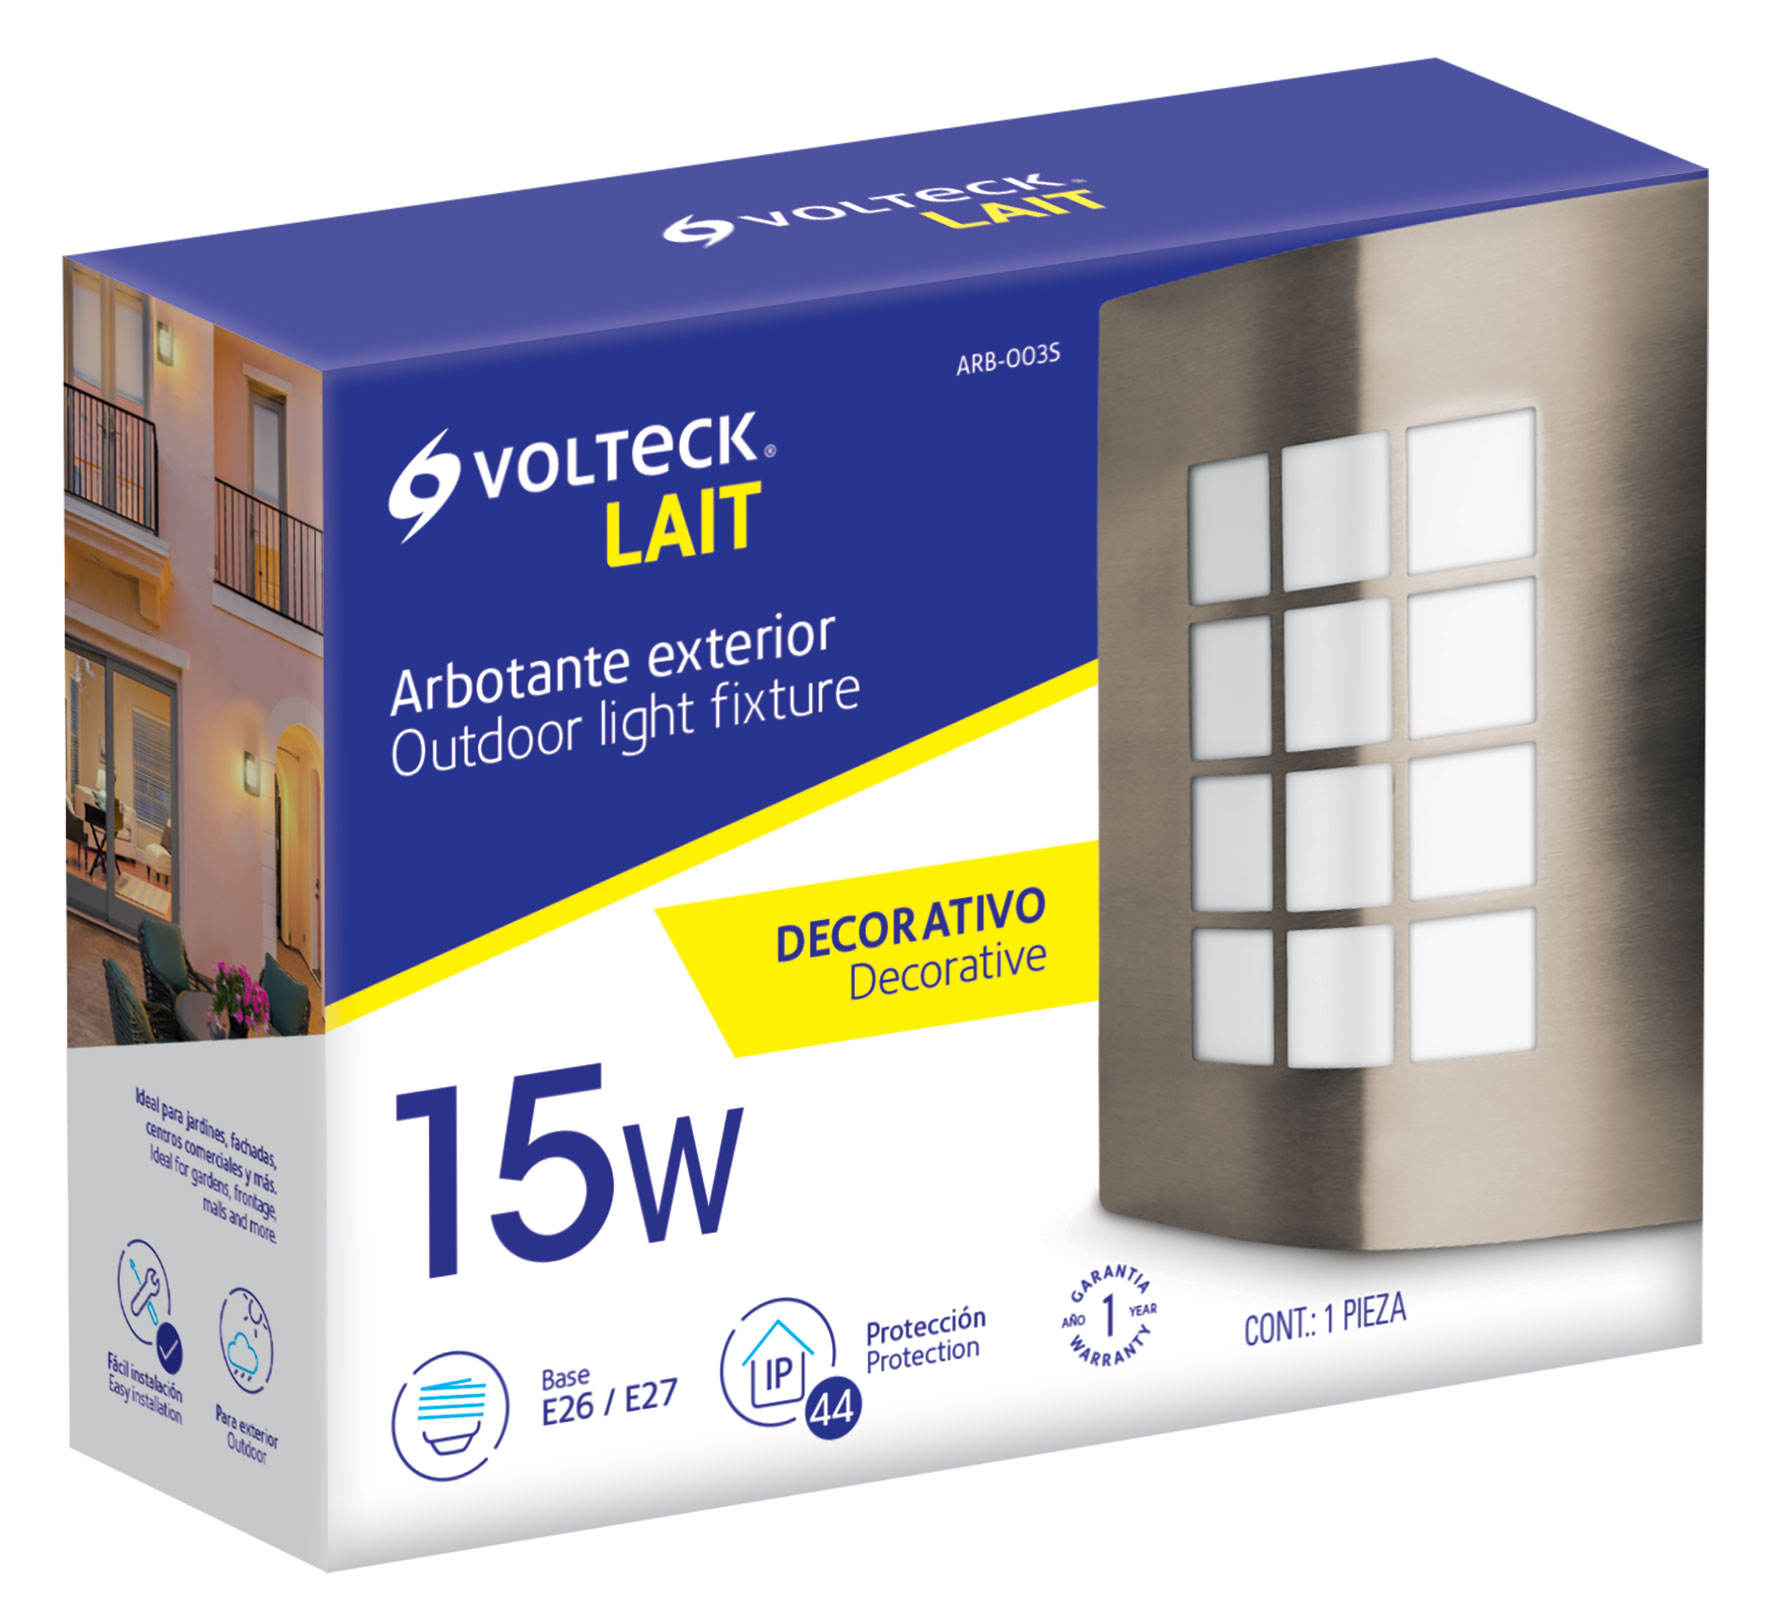 VOLTECK®
LAIT
ARB-003S
VOLTECK®
LAIT
Arbotante exterior
Outdoor light fixture
DECORATIVO
Decorative
15W
Base
E26 / E27
IP
44
Protección
Protection
GARANTIA
AÑO 1 YEAR
WARRANTY
CONT.: 1 PIEZA
Ideal para jardines, fachadas,
centros comerciales y más.
Ideal for gardens, frontage,
malls and more.
Fácil instalación
Easy installation
Para exterior
Outdoor